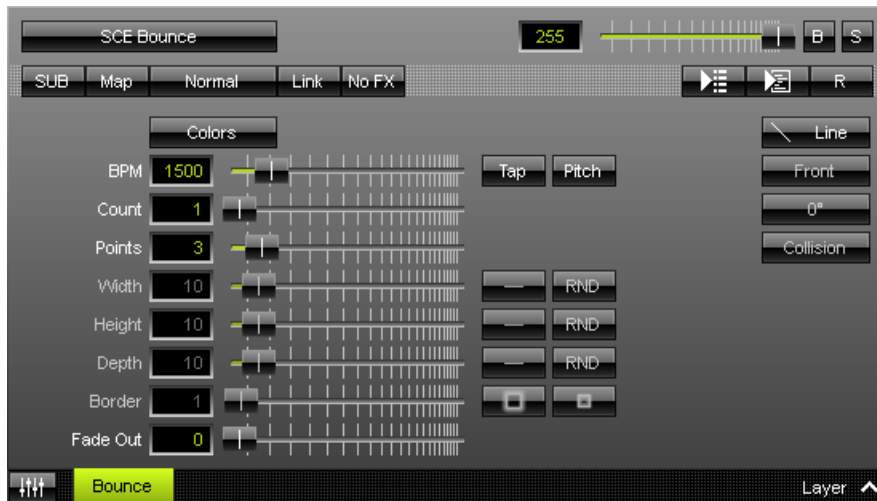 SCE Bounce 255 B S
SUB Map Normal Link No FX R
Colors Line
BPM 1500 Tap Pitch Front
Count 1 0°
Points 3 Collision
Width 10 RND
Height 10 RND
Depth 10 RND
Border 1
Fade Out 0
Bounce Layer